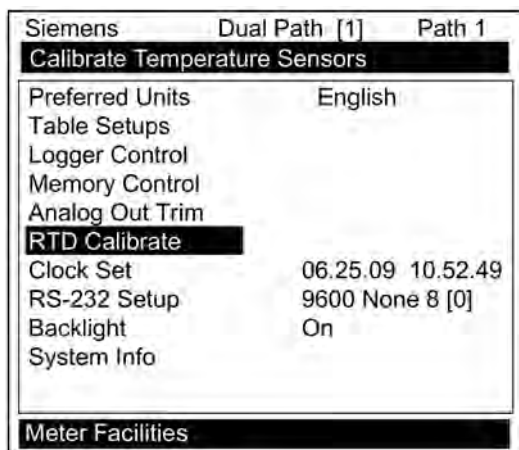 Siemens Dual Path [1] Path 1
Calibrate Temperature Sensors
Preferred Units English
Table Setups
Logger Control
Memory Control
Analog Out Trim
RTD Calibrate
Clock Set 06.25.09 10.52.49
RS-232 Setup 9600 None 8 [0]
Backlight On
System Info
Meter Facilities